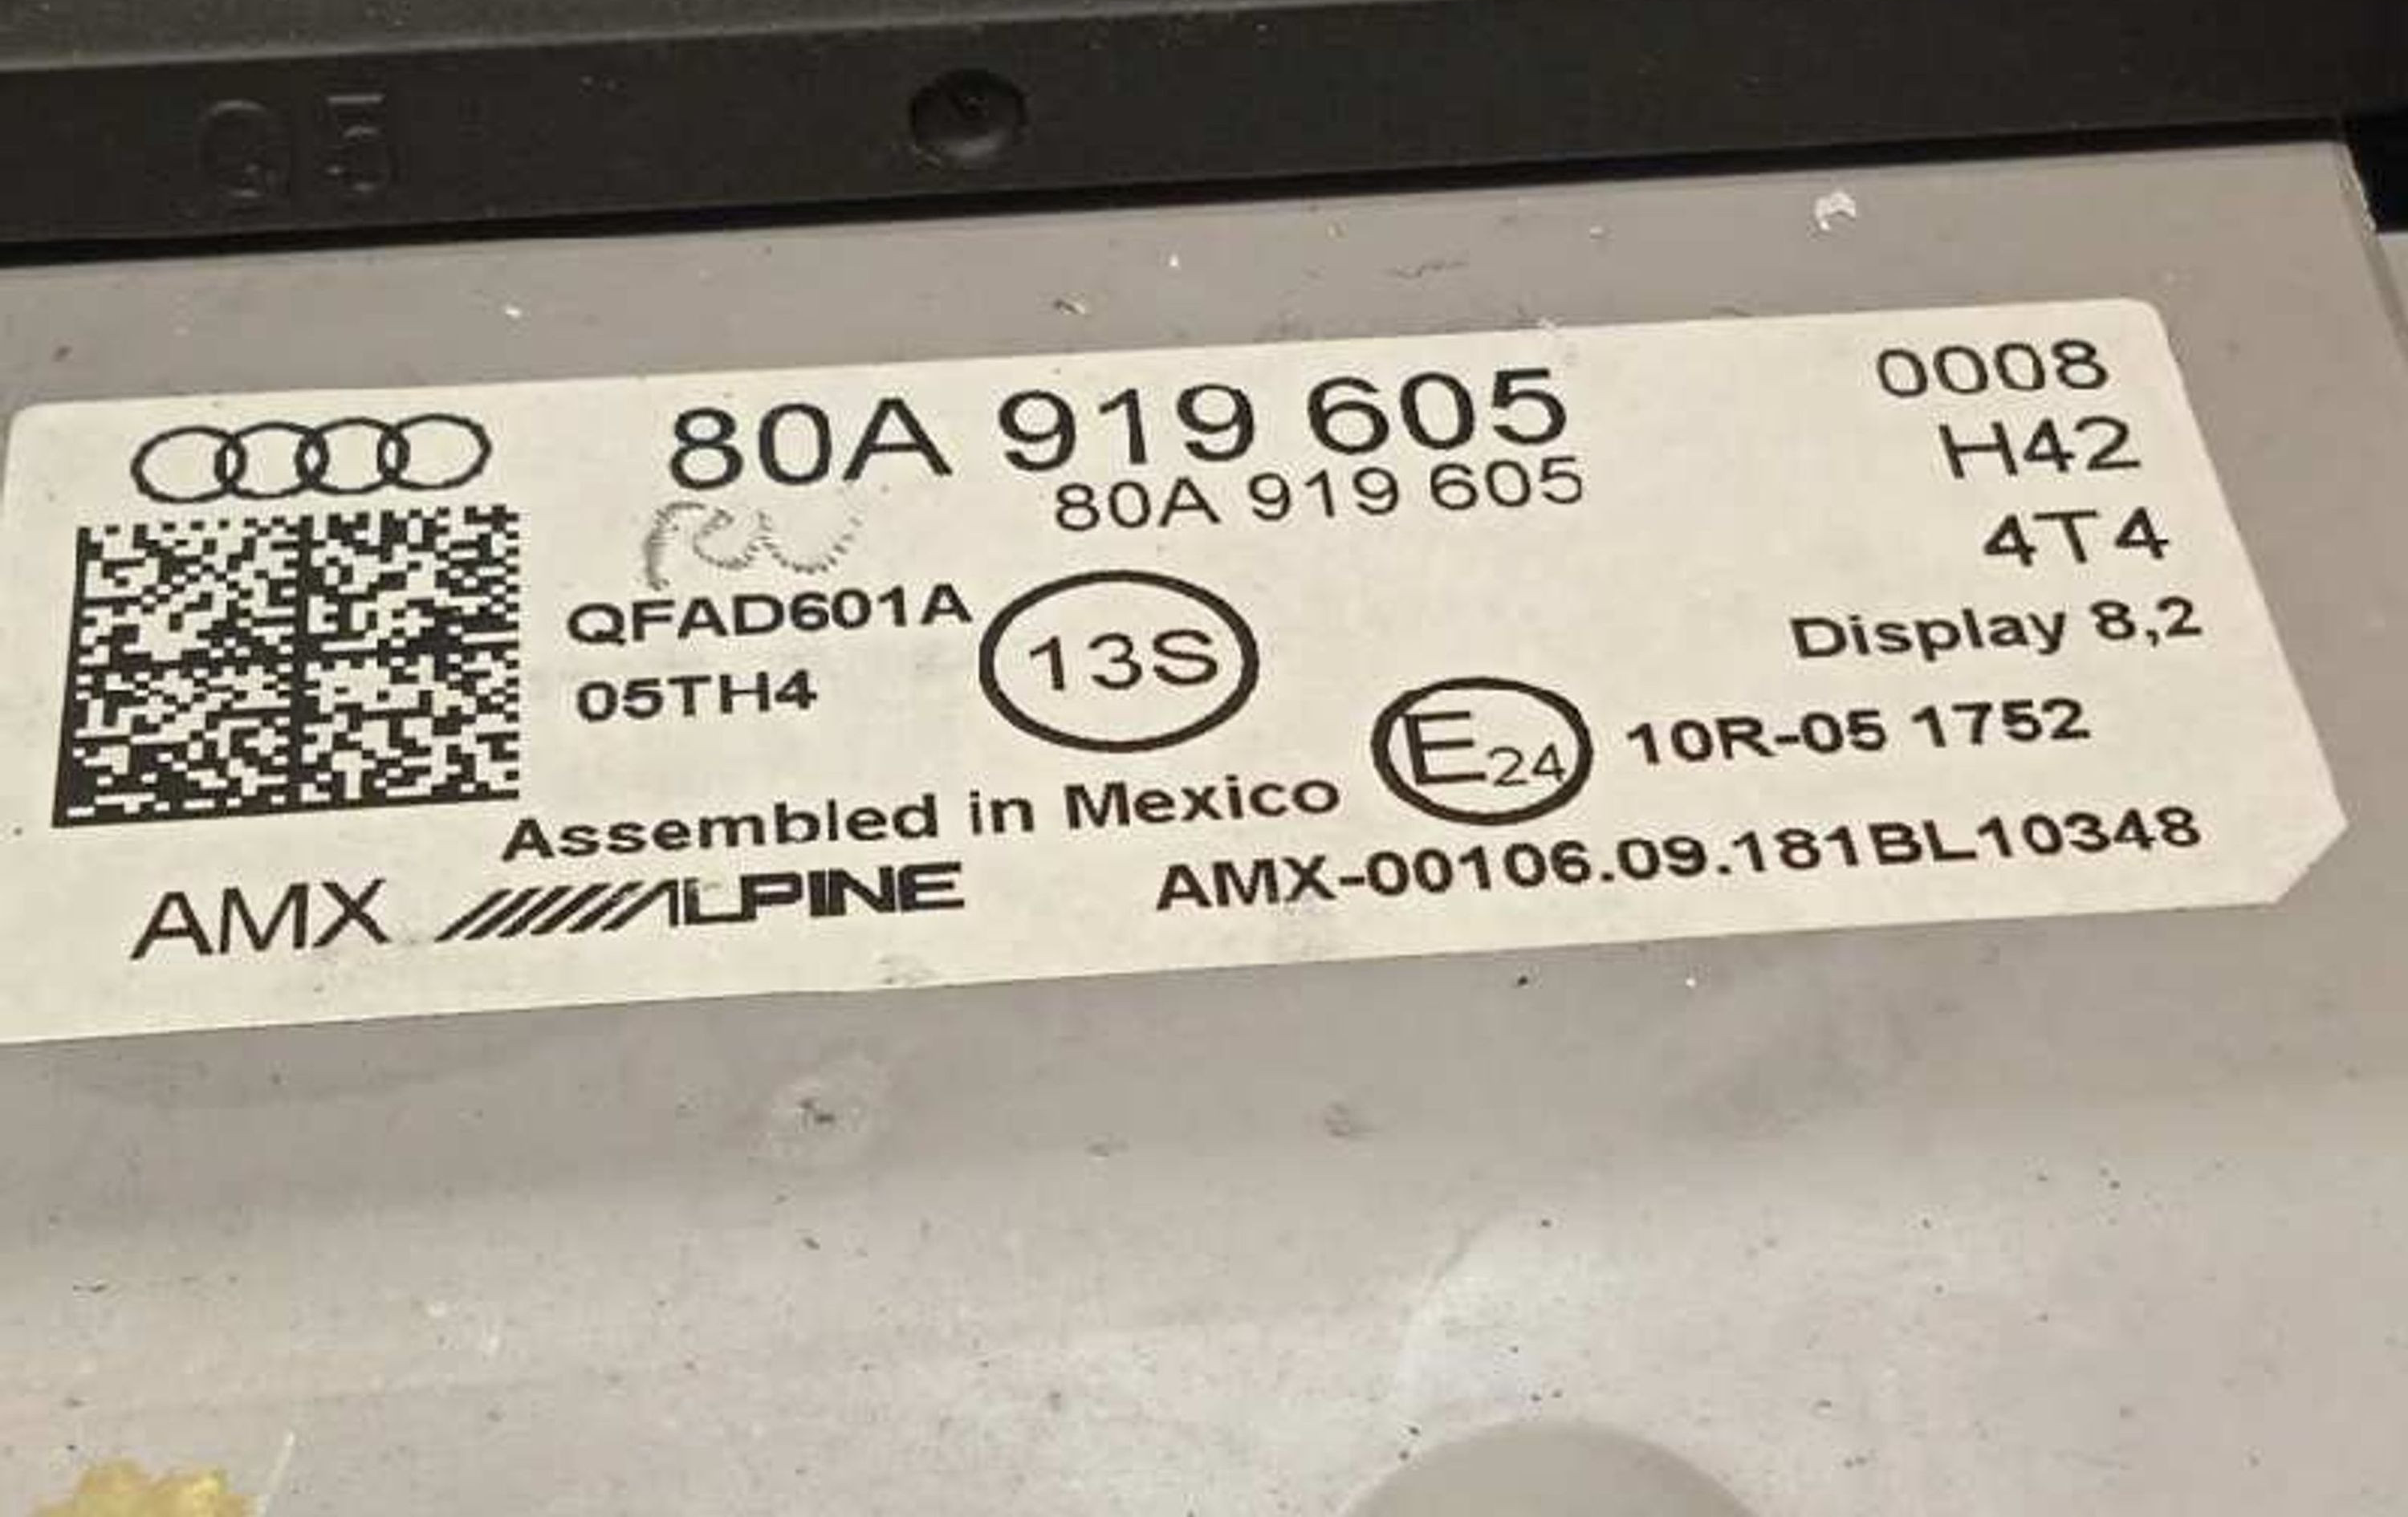 Q5
80A 919 605
80A 919 605
0008
H42
4T4
Display 8,2
QFAD601A
05TH4
13S
E24 10R-05 1752
Assembled in Mexico
AMX ALPINE
AMX-00106.09.181BL10348